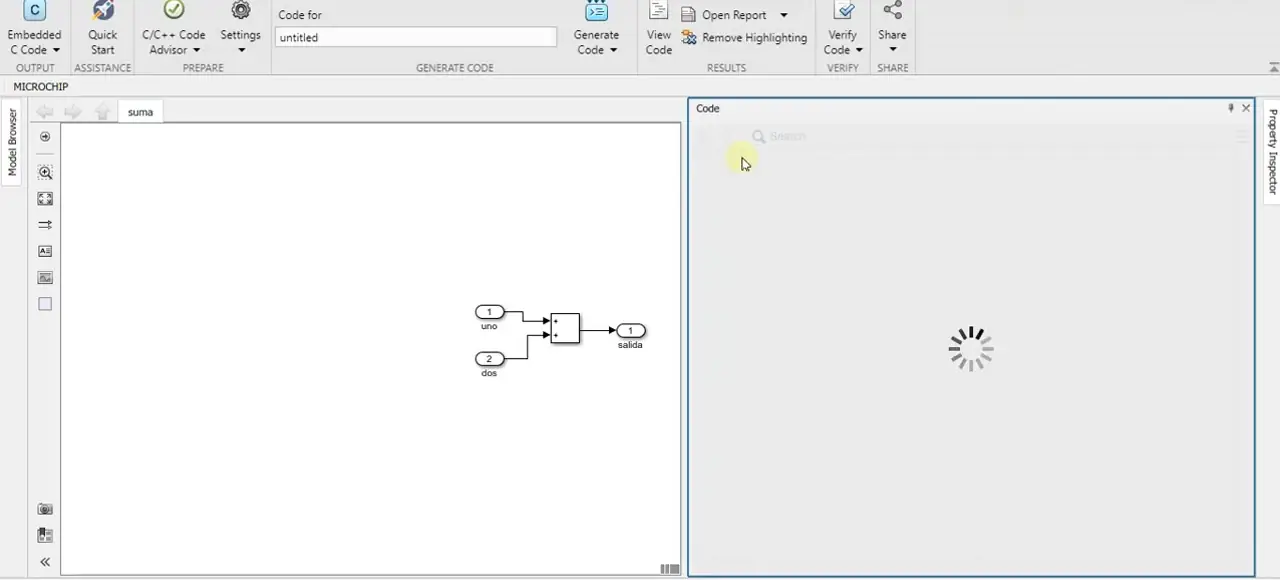 C
Embedded C Code
Quick Start
C/C++ Code Advisor
Settings
Code for
untitled
Generate Code
View Code
Open Report
Remove Highlighting
Verify Code
Share
OUTPUT
ASSISTANCE
PREPARE
GENERATE CODE
RESULTS
VERIFY
SHARE
MICROCHIP
Model Browser
suma
Code
Search
Property Inspector
1
uno
2
dos
+
+
1
salida